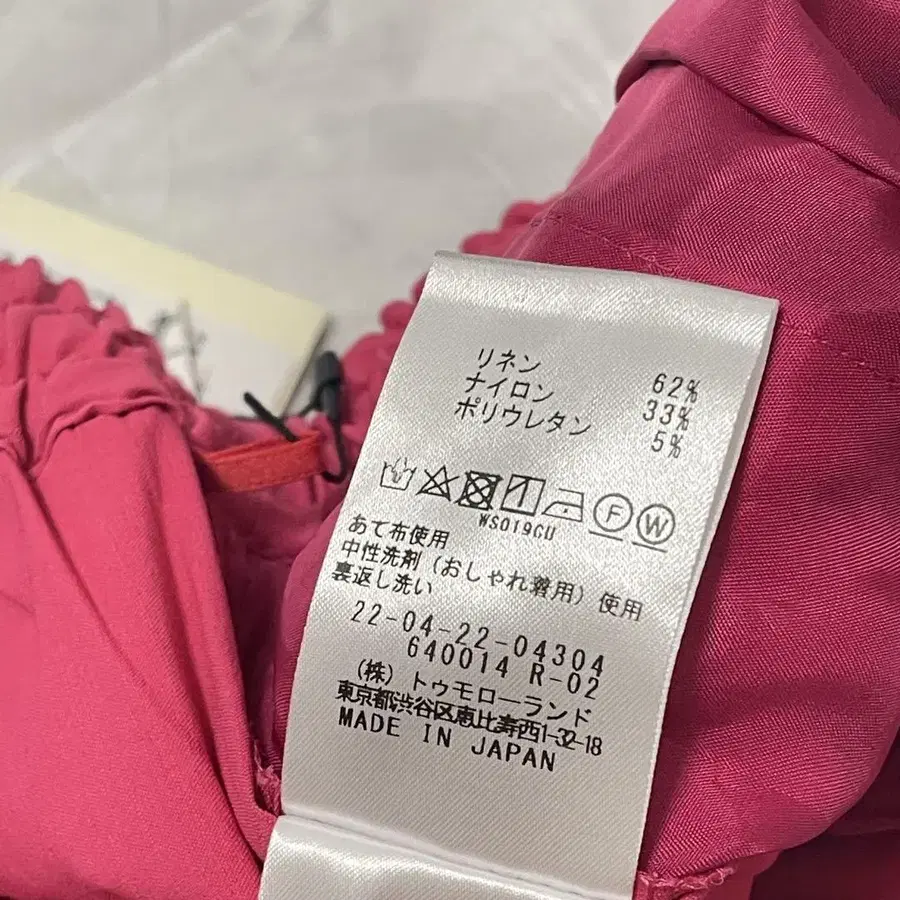 リネン 62%
ナイロン 33%
ポリウレタン 5%
F W
WS019CU
あて布使用
中性洗剤(おしゃれ着用)使用
裏返し洗い
22-04-22-04304
640014 R-02
(株)トゥモローランド
東京都渋谷区恵比寿西1-32-18
MADE IN JAPAN